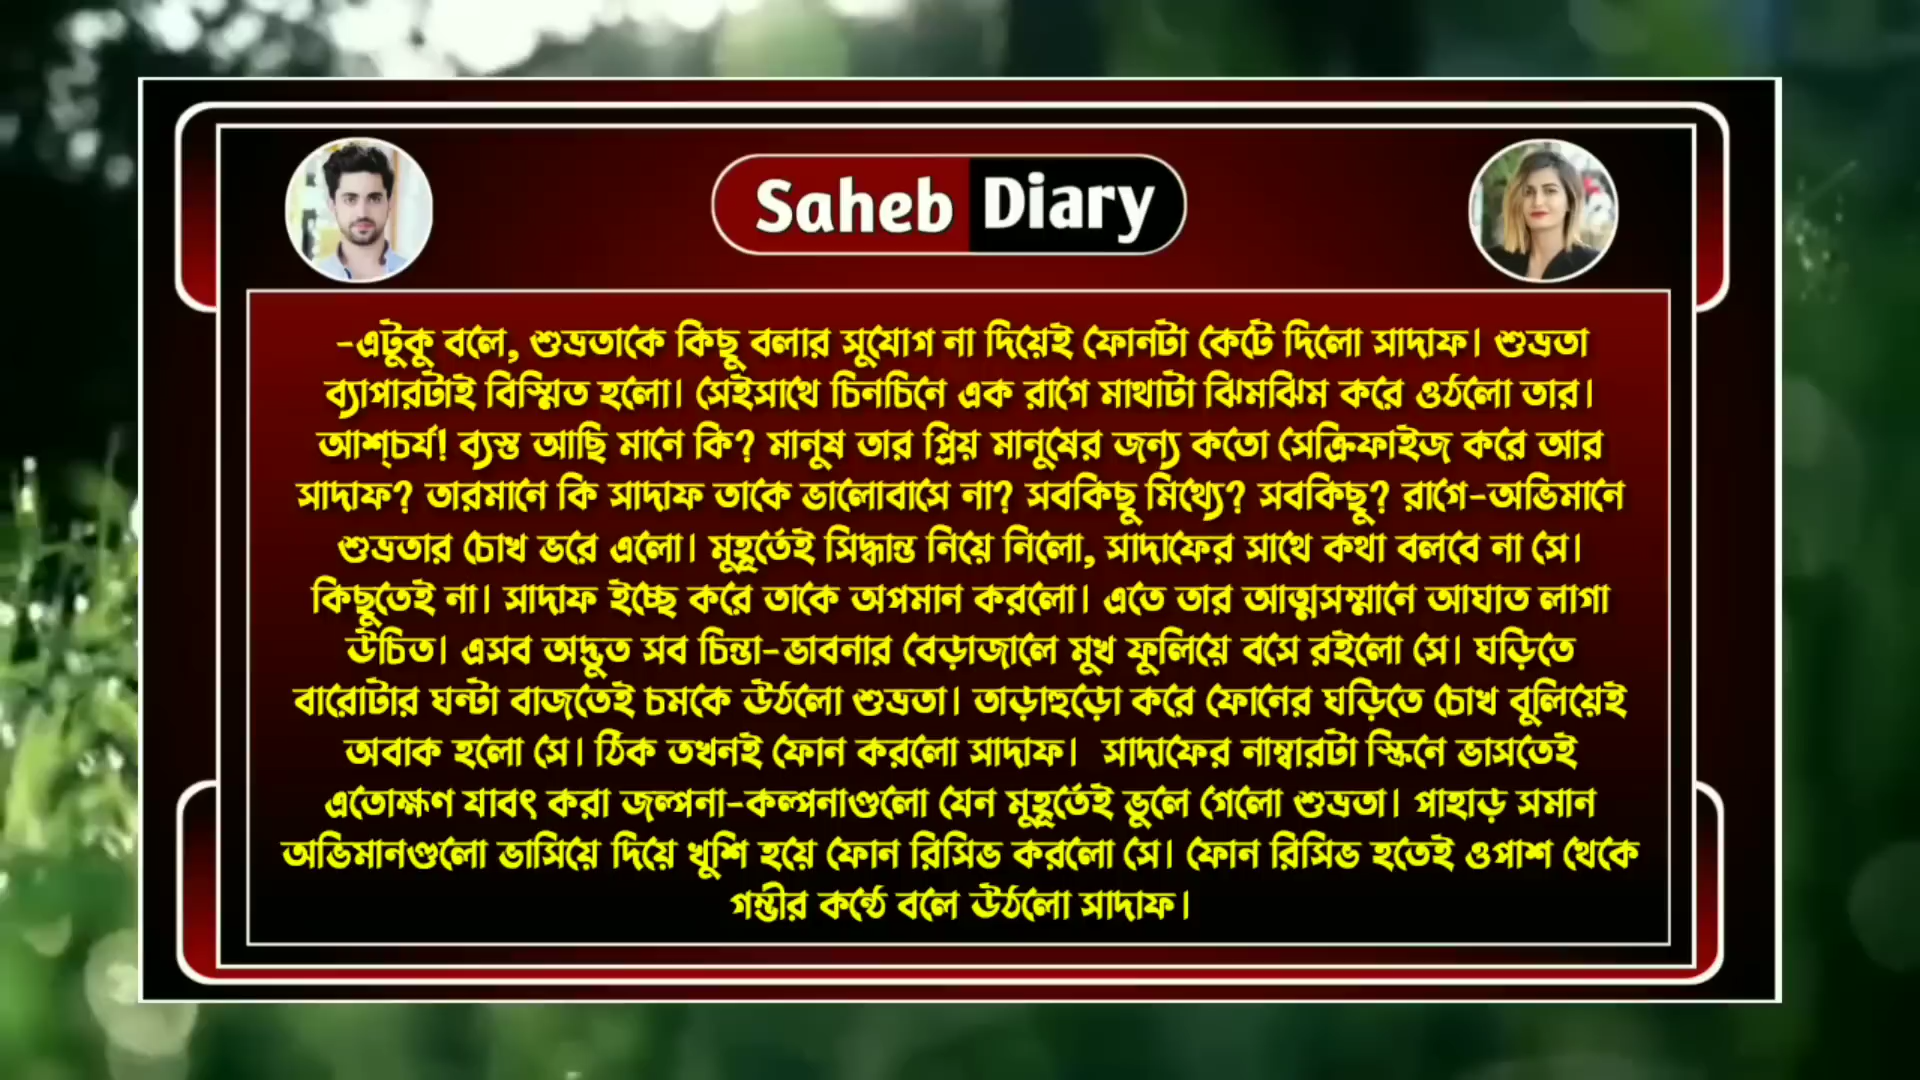 Saheb Diary
-এটুকু বলে, শুভ্রতাকে কিছু বলার সুযোগ না দিয়েই ফোনটা কেটে দিলো সাদাফ। শুভ্রতা
ব্যাপারটাই বিস্মিত হলো। সেইসাথে চিনচিনে এক রাগে মাথাটা ঝিমঝিম করে ওঠলো তার।
আশ্চর্য! ব্যস্ত আছি মানে কি? মানুষ তার প্রিয় মানুষের জন্য কতো সেক্রিফাইজ করে আর
সাদাফ? তারমানে কি সাদাফ তাকে ভালোবাসে না? সবকিছু মিথ্যে? সবকিছু? রাগে-অভিমানে
শুভ্রতার চোখ ভরে এলো। মুহূর্তেই সিদ্ধান্ত নিয়ে নিলো, সাদাফের সাথে কথা বলবে না সে।
কিছুতেই না। সাদাফ ইচ্ছে করে তাকে অপমান করলো। এতে তার আত্মসম্মানে আঘাত লাগা
উচিত। এসব অদ্ভুত সব চিন্তা-ভাবনার বেড়াজালে মুখ ফুলিয়ে বসে রইলো সে। ঘড়িতে
বারোটার ঘন্টা বাজতেই চমকে উঠলো শুভ্রতা। তাড়াহুড়ো করে ফোনের ঘড়িতে চোখ বুলিয়েই
অবাক হলো সে। ঠিক তখনই ফোন করলো সাদাফ। সাদাফের নাম্বারটা স্ক্রিনে ভাসতেই
এতোক্ষণ যাবৎ করা জল্পনা-কল্পনাগুলো যেন মুহূর্তেই ভুলে গেলো শুভ্রতা। পাহাড় সমান
অভিমানগুলো ভাসিয়ে দিয়ে খুশি হয়ে ফোন রিসিভ করলো সে। ফোন রিসিভ হতেই ওপাশ থেকে
গম্ভীর কন্ঠে বলে উঠলো সাদাফ।